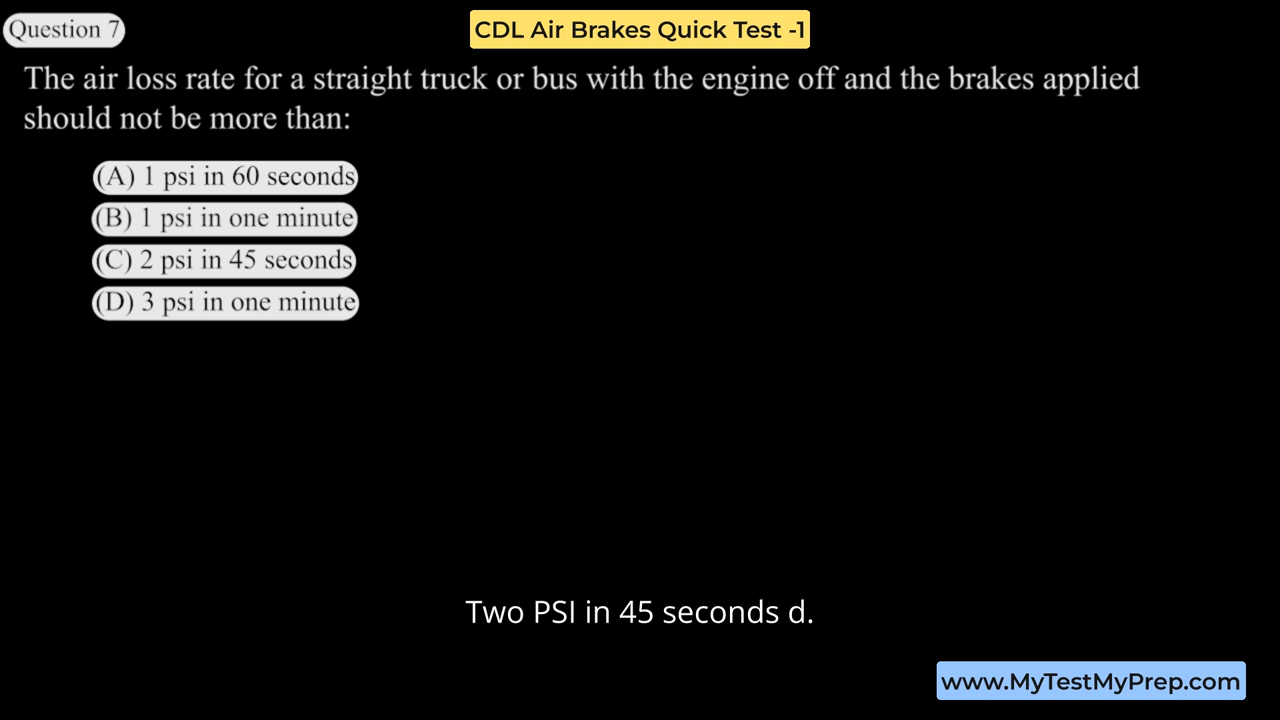 Question 7
CDL Air Brakes Quick Test -1
The air loss rate for a straight truck or bus with the engine off and the brakes applied
should not be more than:
(A) 1 psi in 60 seconds
(B) 1 psi in one minute
(C) 2 psi in 45 seconds
(D) 3 psi in one minute
Two PSI in 45 seconds d.
www.MyTestMyPrep.com